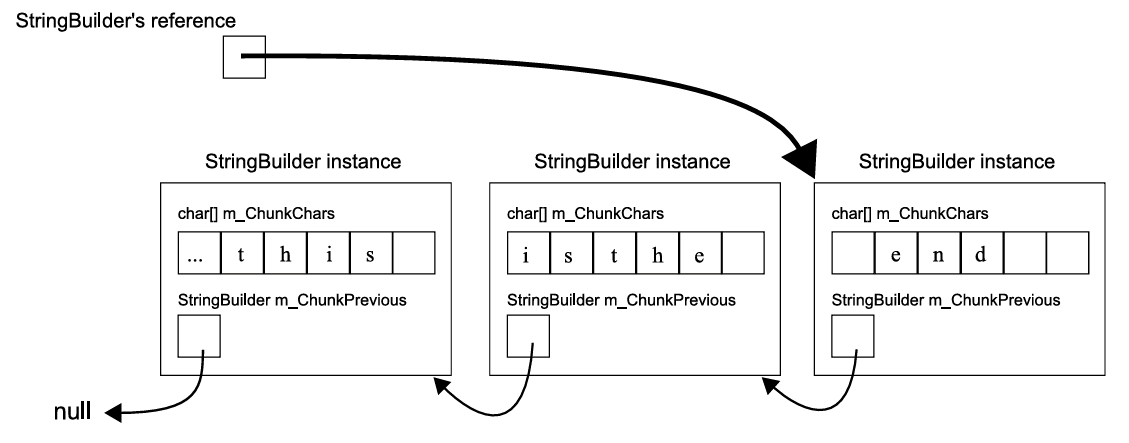 StringBuilder's reference
StringBuilder instance
char[] m_ChunkChars
... t h i s
StringBuilder m_ChunkPrevious
StringBuilder instance
char[] m_ChunkChars
i s t h e
StringBuilder m_ChunkPrevious
StringBuilder instance
char[] m_ChunkChars
e n d
StringBuilder m_ChunkPrevious
null